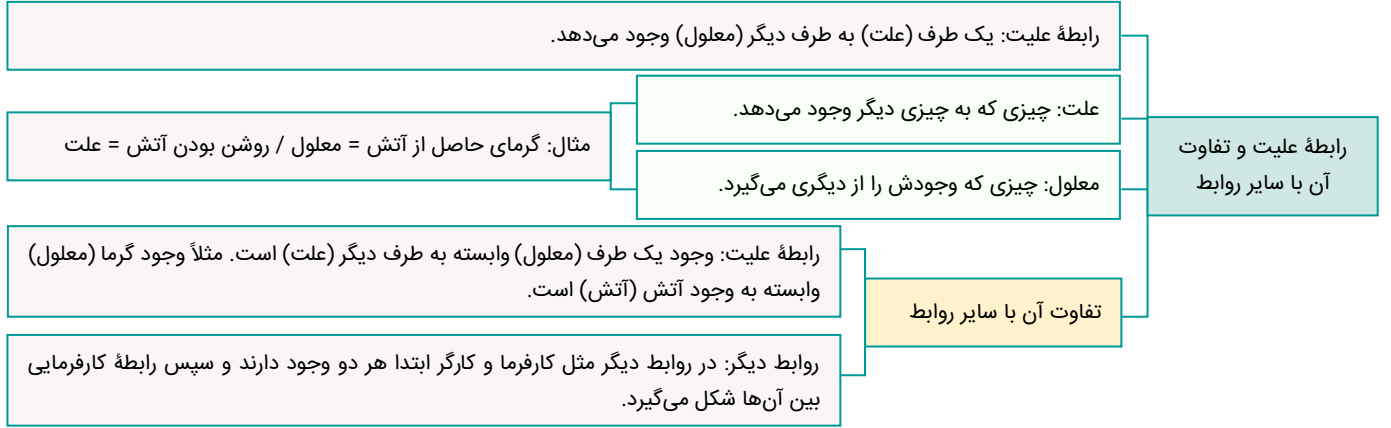 رابطهٔ علیت و تفاوت
آن با سایر روابط
رابطهٔ علیت: یک طرف (علت) به طرف دیگر (معلول) وجود می‌دهد.
علت: چیزی که به چیزی دیگر وجود می‌دهد.
معلول: چیزی که وجودش را از دیگری می‌گیرد.
مثال: گرمای حاصل از آتش = معلول / روشن بودن آتش = علت
تفاوت آن با سایر روابط
رابطهٔ علیت: وجود یک طرف (معلول) وابسته به طرف دیگر (علت) است. مثلاً وجود گرما (معلول)
وابسته به وجود آتش (آتش) است.
روابط دیگر: در روابط دیگر مثل کارفرما و کارگر ابتدا هر دو وجود دارند و سپس رابطهٔ کارفرمایی
بین آن‌ها شکل می‌گیرد.